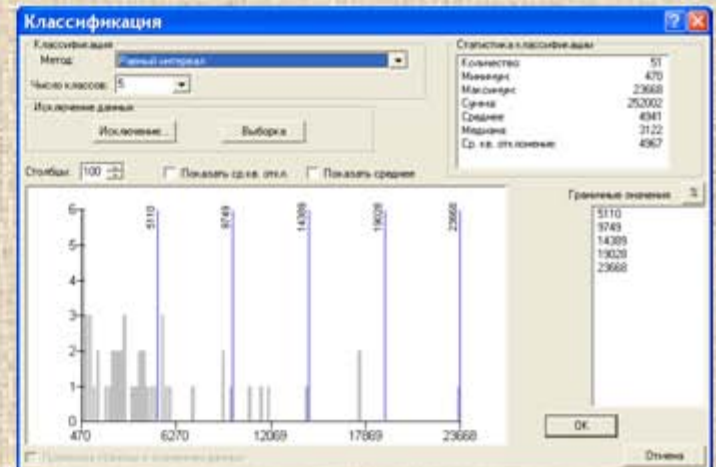 Классификация
Классификация
Метод: Равный интервал
Число классов: 5
Исключение данных
Исключение... Выборка
Статистика классификации
Количество: 51
Минимум: 470
Максимум: 23668
Сумма: 252002
Среднее: 4941
Медиана: 3122
Ср. кв. отклонение: 4967
Столбцы: 100 Показать ср.кв. откл. Показать среднее
Граничные значения %
5110
9749
14389
19028
23668
5110 9749 14389 19028 23668
6
5
4
3
2
1
0
470 6270 12069 17869 23668
OK
Отмена